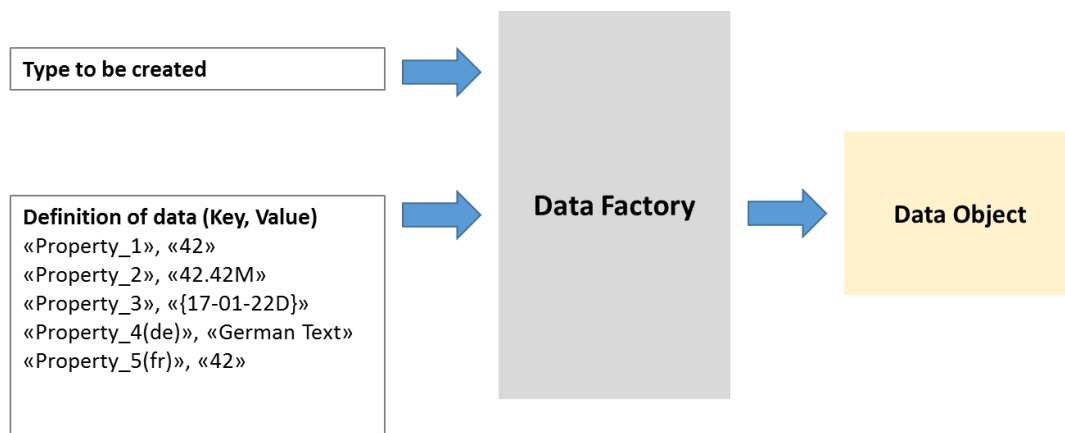 Type to be created
Definition of data (Key, Value)
«Property_1», «42»
«Property_2», «42.42M»
«Property_3», «{17-01-22D}»
«Property_4(de)», «German Text»
«Property_5(fr)», «42»
Data Factory
Data Object